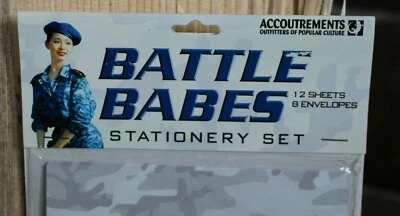 ACCOUTREMENTS
OUTFITTERS OF POPULAR CULTURE
BATTLE
BABES
12 SHEETS
8 ENVELOPES
STATIONERY SET